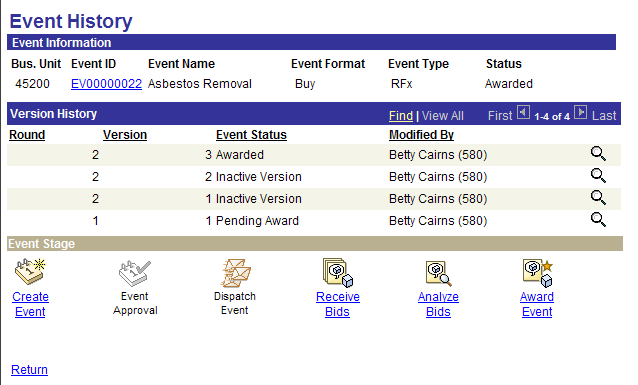 Event History
Event Information
Bus. Unit Event ID Event Name Event Format Event Type Status
45200 EV00000022 Asbestos Removal Buy RFx Awarded
Version History Find | View All First 1-4 of 4 Last
Round Version Event Status Modified By
2 3 Awarded Betty Cairns (580)
2 2 Inactive Version Betty Cairns (580)
2 1 Inactive Version Betty Cairns (580)
1 1 Pending Award Betty Cairns (580)
Event Stage
Create Event Dispatch Receive Analyze Award
Event Approval Event Bids Bids Event
Return